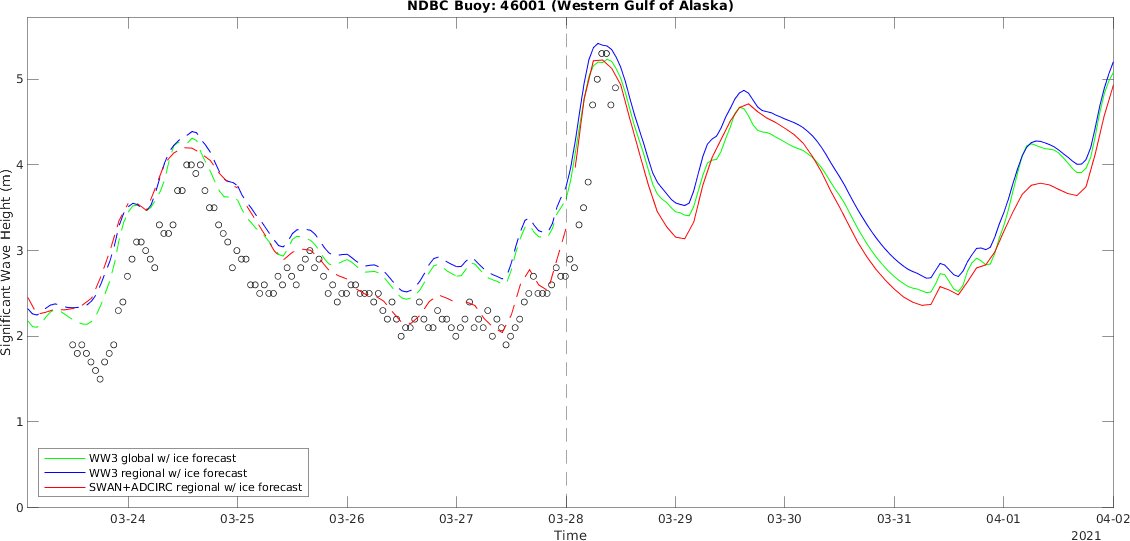 NDBC Buoy: 46001 (Western Gulf of Alaska)
Significant Wave Height (m)
5
4
3
2
1
0
WW3 global w/ ice forecast
WW3 regional w/ ice forecast
SWAN+ADCIRC regional w/ ice forecast
03-24 03-25 03-26 03-27 03-28 03-29 03-30 03-31 04-01 04-02
Time
2021